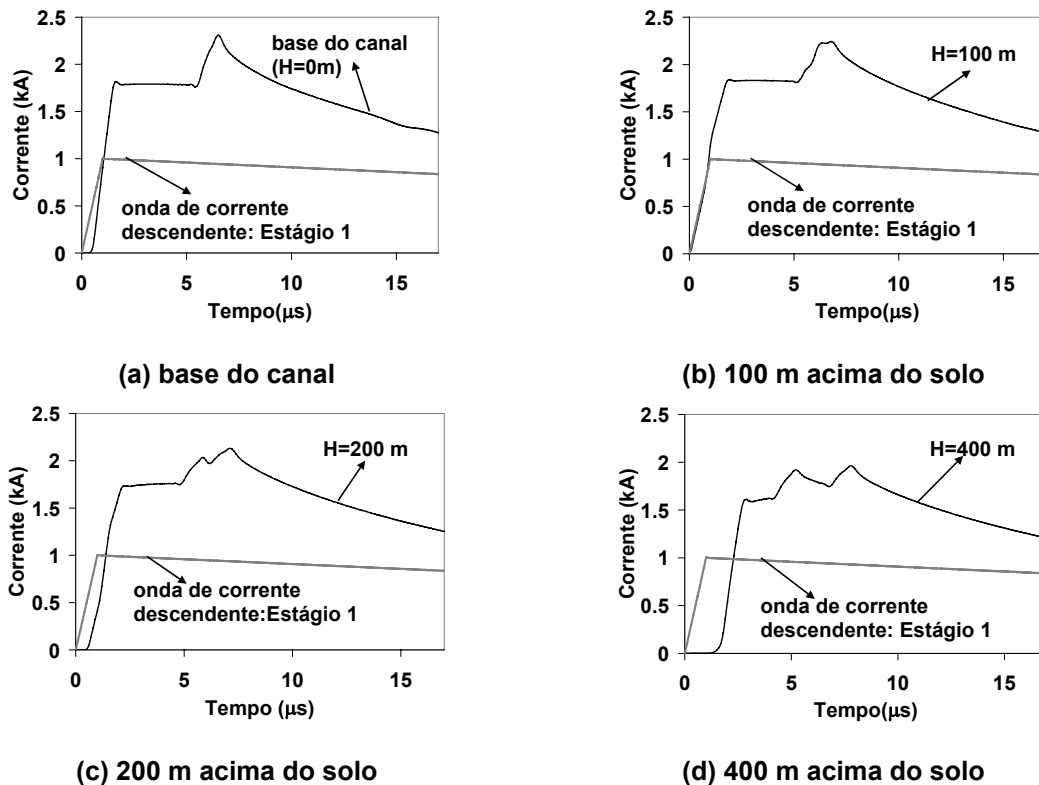 2.5
2
1.5
1
0.5
0
0
5
10
15
Corrente (kA)
Tempo(μs)
base do canal
(H=0m)
onda de corrente
descendente: Estágio 1
(a) base do canal
2.5
2
1.5
1
0.5
0
0
5
10
15
Corrente (kA)
Tempo(μs)
H=100 m
onda de corrente
descendente: Estágio 1
(b) 100 m acima do solo
2.5
2
1.5
1
0.5
0
0
5
10
15
Corrente (kA)
Tempo (μs)
H=200 m
onda de corrente
descendente:Estágio 1
(c) 200 m acima do solo
2.5
2
1.5
1
0.5
0
0
5
10
15
Corrente (kA)
Tempo(μs)
H=400 m
onda de corrente
descendente: Estágio 1
(d) 400 m acima do solo